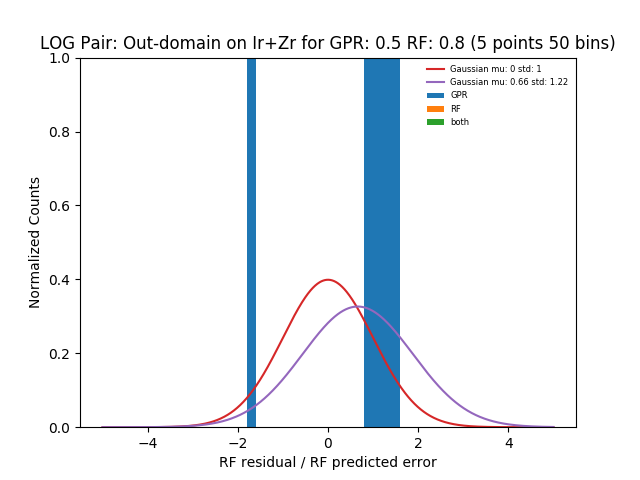 LOG Pair: Out-domain on Ir+Zr for GPR: 0.5 RF: 0.8 (5 points 50 bins)
Gaussian mu: 0 std: 1
Gaussian mu: 0.66 std: 1.22
GPR
RF
both
1.0
0.8
0.6
0.4
0.2
0.0
Normalized Counts
−4
−2
0
2
4
RF residual / RF predicted error